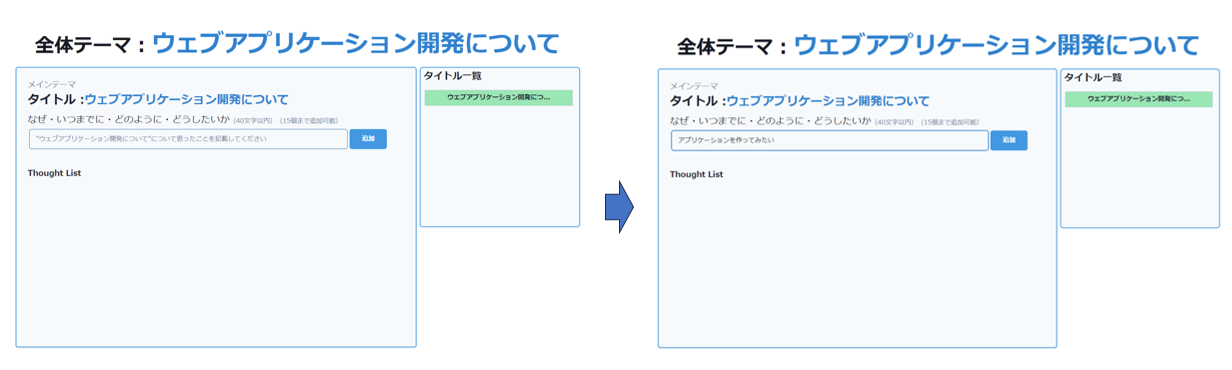 全体テーマ：ウェブアプリケーション開発について
メインテーマ
タイトル :ウェブアプリケーション開発について
なぜ・いつまでに・どのように・どうしたいか (40文字以内) (15個まで追加可能)
"ウェブアプリケーション開発について"について思ったことを記載してください
追加
Thought List
タイトル一覧
ウェブアプリケーション開発につ...
全体テーマ：ウェブアプリケーション開発について
メインテーマ
タイトル :ウェブアプリケーション開発について
なぜ・いつまでに・どのように・どうしたいか (40文字以内) (15個まで追加可能)
アプリケーションを作ってみたい
追加
Thought List
タイトル一覧
ウェブアプリケーション開発につ...